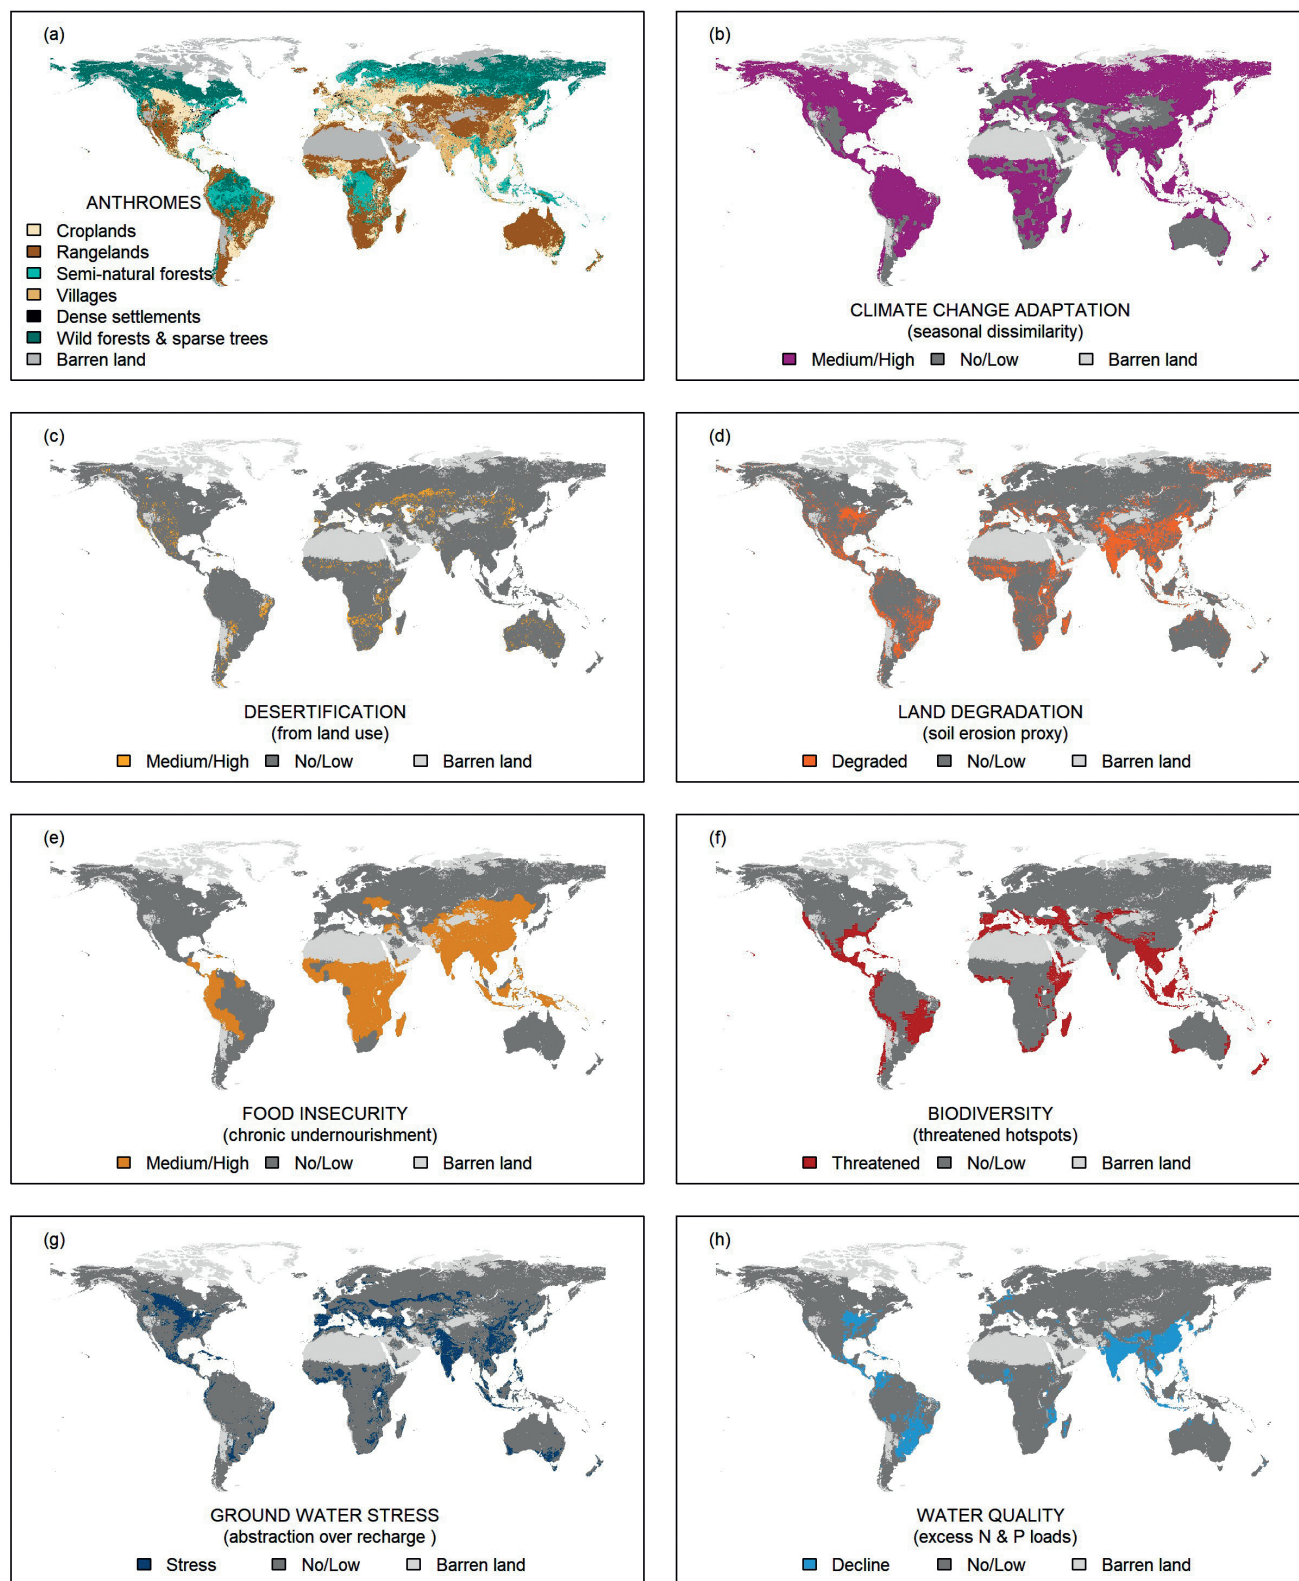 (a)
ANTHROMES
Croplands
Rangelands
Semi-natural forests
Villages
Dense settlements
Wild forests & sparse trees
Barren land
(b)
CLIMATE CHANGE ADAPTATION
(seasonal dissimilarity)
Medium/High No/Low Barren land
(c)
DESERTIFICATION
(from land use)
Medium/High No/Low Barren land
(d)
LAND DEGRADATION
(soil erosion proxy)
Degraded No/Low Barren land
(e)
FOOD INSECURITY
(chronic undernourishment)
Medium/High No/Low Barren land
(f)
BIODIVERSITY
(threatened hotspots)
Threatened No/Low Barren land
(g)
GROUND WATER STRESS
(abstraction over recharge )
Stress No/Low Barren land
(h)
WATER QUALITY
(excess N & P loads)
Decline No/Low Barren land